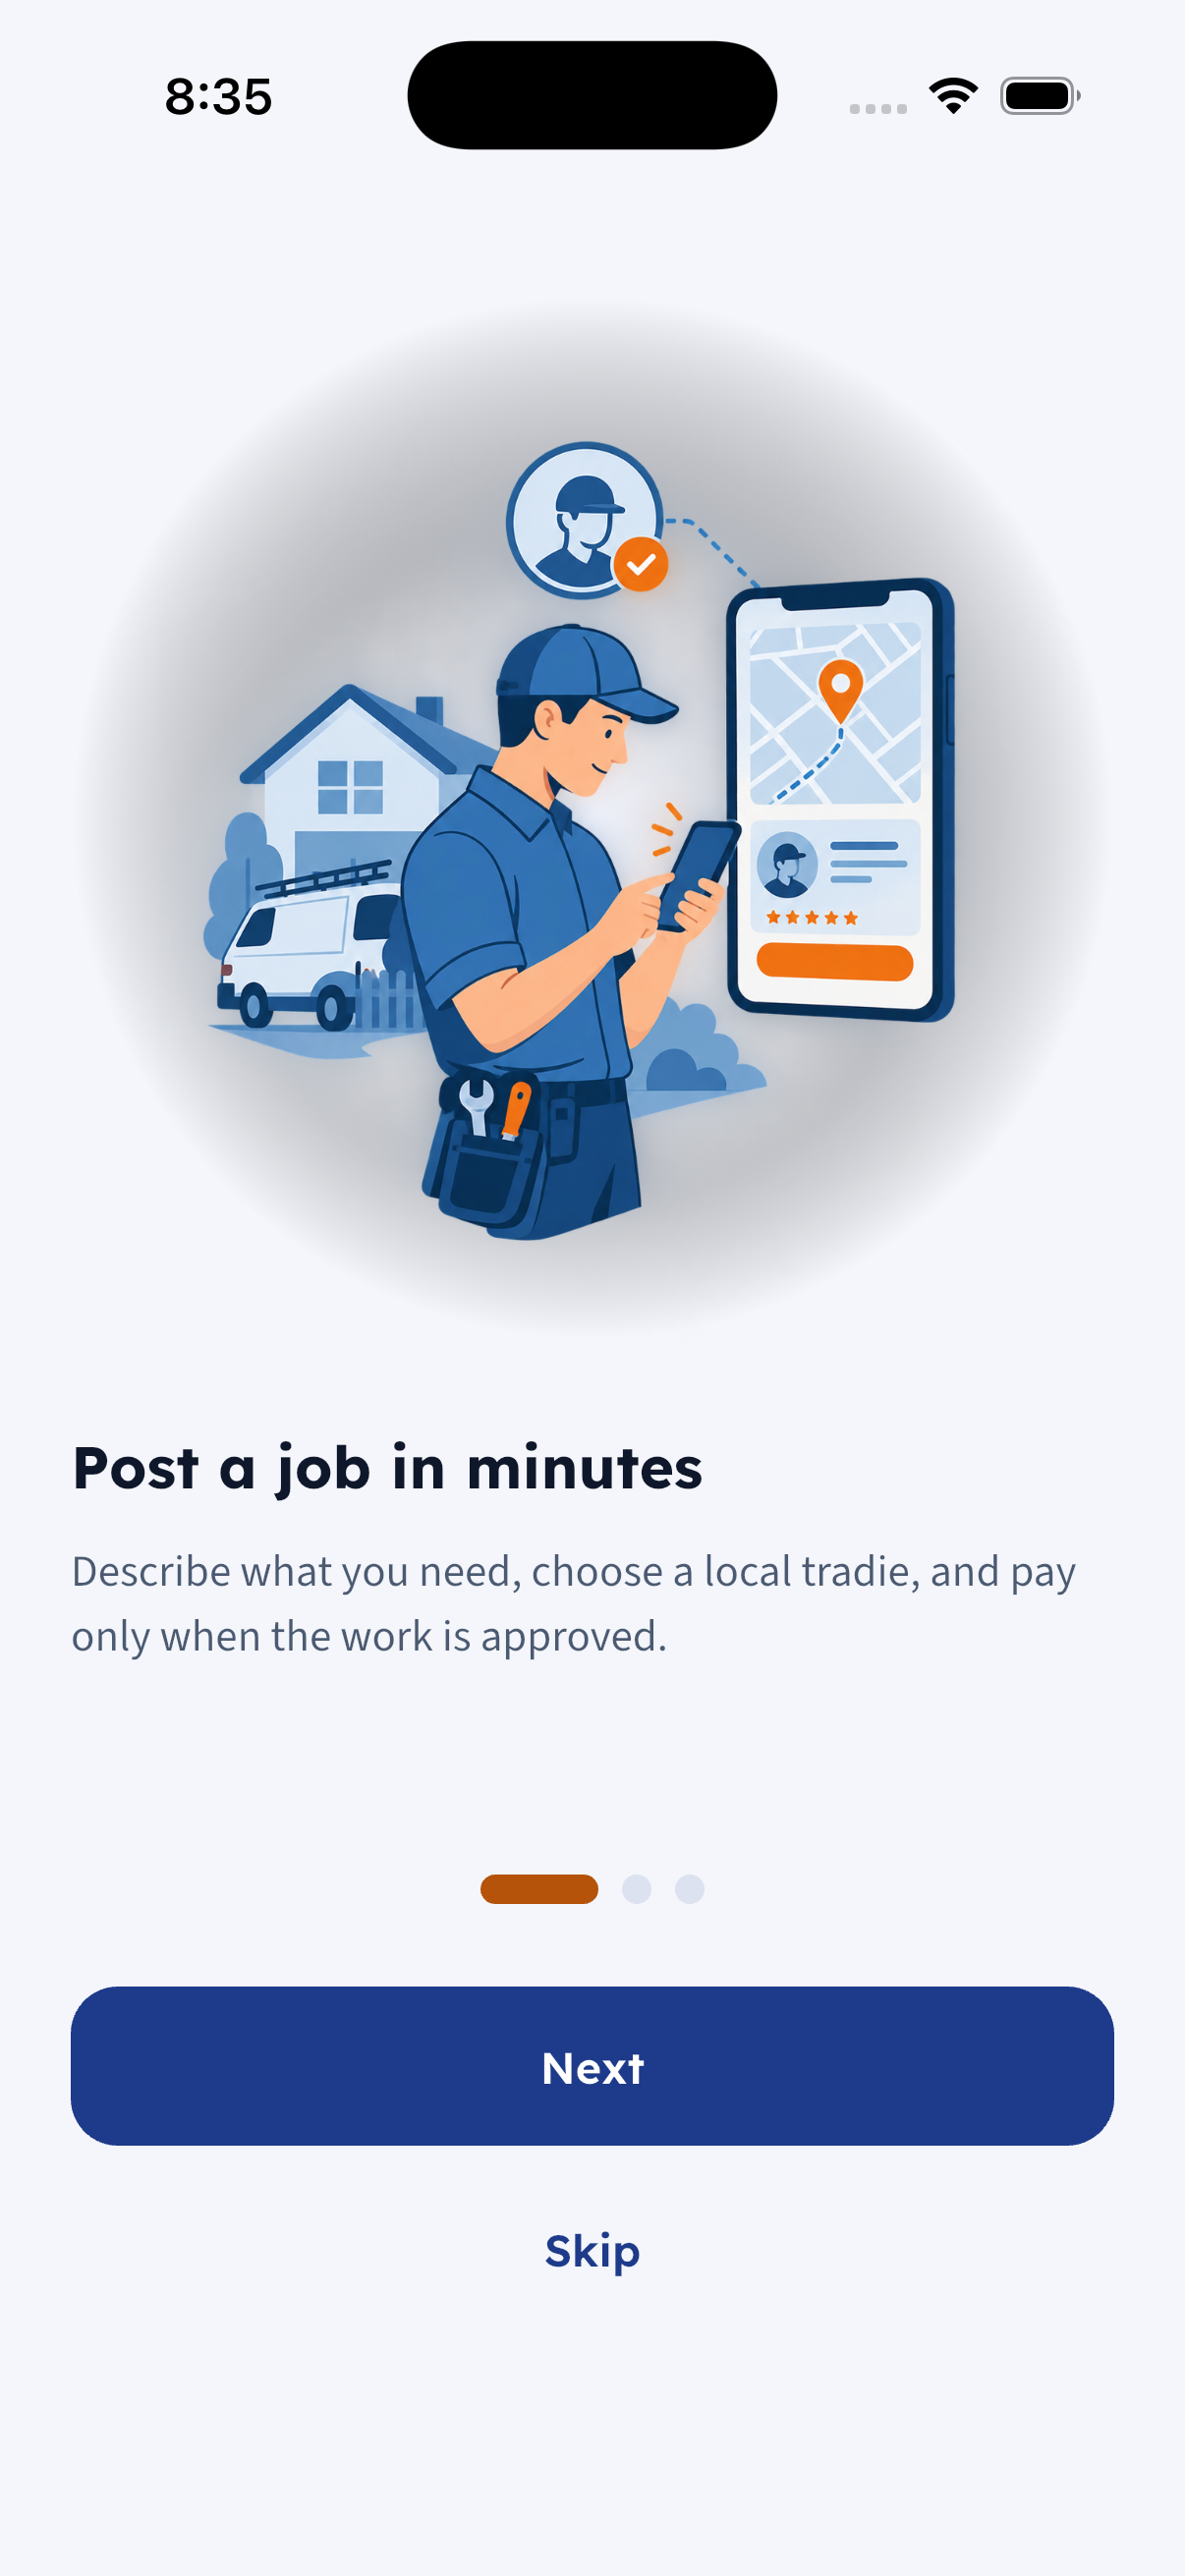 8:35
Post a job in minutes
Describe what you need, choose a local tradie, and pay
only when the work is approved.
Next
Skip